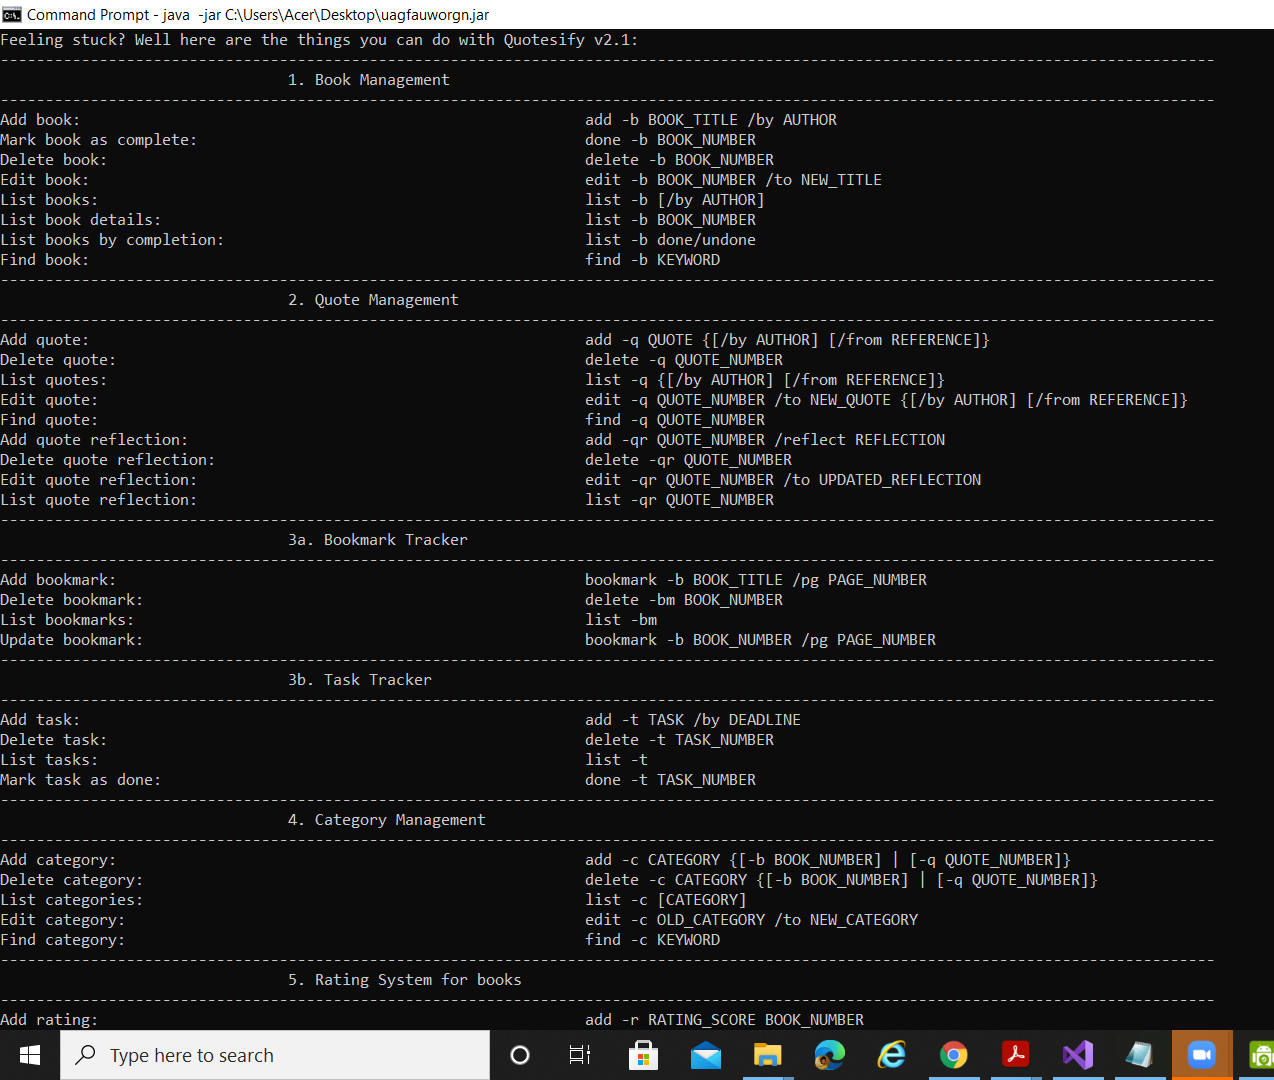 Command Prompt - java -jar C:\Users\Acer\Desktop\uagfauworgn.jar
Feeling stuck? Well here are the things you can do with Quotesify v2.1:
1. Book Management
Add book: add -b BOOK_TITLE /by AUTHOR
Mark book as complete: done -b BOOK_NUMBER
Delete book: delete -b BOOK_NUMBER
Edit book: edit -b BOOK_NUMBER /to NEW_TITLE
List books: list -b [/by AUTHOR]
List book details: list -b BOOK_NUMBER
List books by completion: list -b done/undone
Find book: find -b KEYWORD
2. Quote Management
Add quote: add -q QUOTE {[/by AUTHOR] [/from REFERENCE]}
Delete quote: delete -q QUOTE_NUMBER
List quotes: list -q {[/by AUTHOR] [/from REFERENCE]}
Edit quote: edit -q QUOTE_NUMBER /to NEW_QUOTE {[/by AUTHOR] [/from REFERENCE]}
Find quote: find -q QUOTE_NUMBER
Add quote reflection: add -qr QUOTE_NUMBER /reflect REFLECTION
Delete quote reflection: delete -qr QUOTE_NUMBER
Edit quote reflection: edit -qr QUOTE_NUMBER /to UPDATED_REFLECTION
List quote reflection: list -qr QUOTE_NUMBER
3a. Bookmark Tracker
Add bookmark: bookmark -b BOOK_TITLE /pg PAGE_NUMBER
Delete bookmark: delete -bm BOOK_NUMBER
List bookmarks: list -bm
Update bookmark: bookmark -b BOOK_NUMBER /pg PAGE_NUMBER
3b. Task Tracker
Add task: add -t TASK /by DEADLINE
Delete task: delete -t TASK_NUMBER
List tasks: list -t
Mark task as done: done -t TASK_NUMBER
4. Category Management
Add category: add -c CATEGORY {[-b BOOK_NUMBER] | [-q QUOTE_NUMBER]}
Delete category: delete -c CATEGORY {[-b BOOK_NUMBER] | [-q QUOTE_NUMBER]}
List categories: list -c [CATEGORY]
Edit category: edit -c OLD_CATEGORY /to NEW_CATEGORY
Find category: find -c KEYWORD
5. Rating System for books
Add rating: add -r RATING_SCORE BOOK_NUMBER
Type here to search